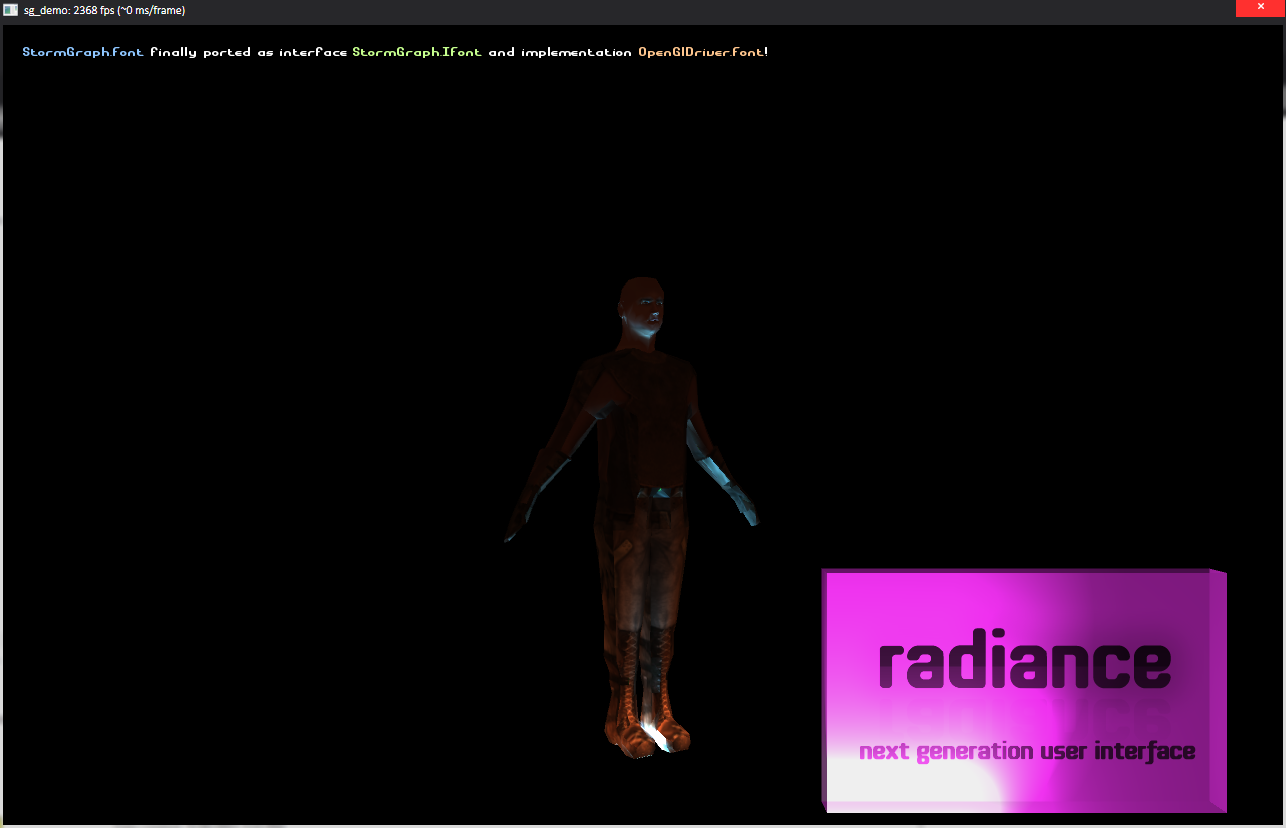 sg_demo: 2368 fps (~0 ms/frame)
StormGraph.font finally ported as interface StormGraph.Ifont and implementation OpenGlDriver.font!
radiance
next generation user interface